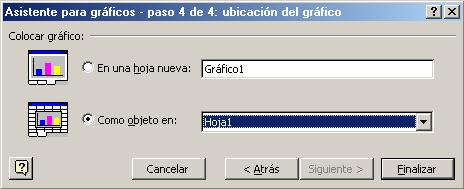 Asistente para gráficos - paso 4 de 4: ubicación del gráfico
Colocar gráfico:
En una hoja nueva: Gráfico1
Como objeto en: Hoja1
Cancelar < Atrás Siguiente > Finalizar